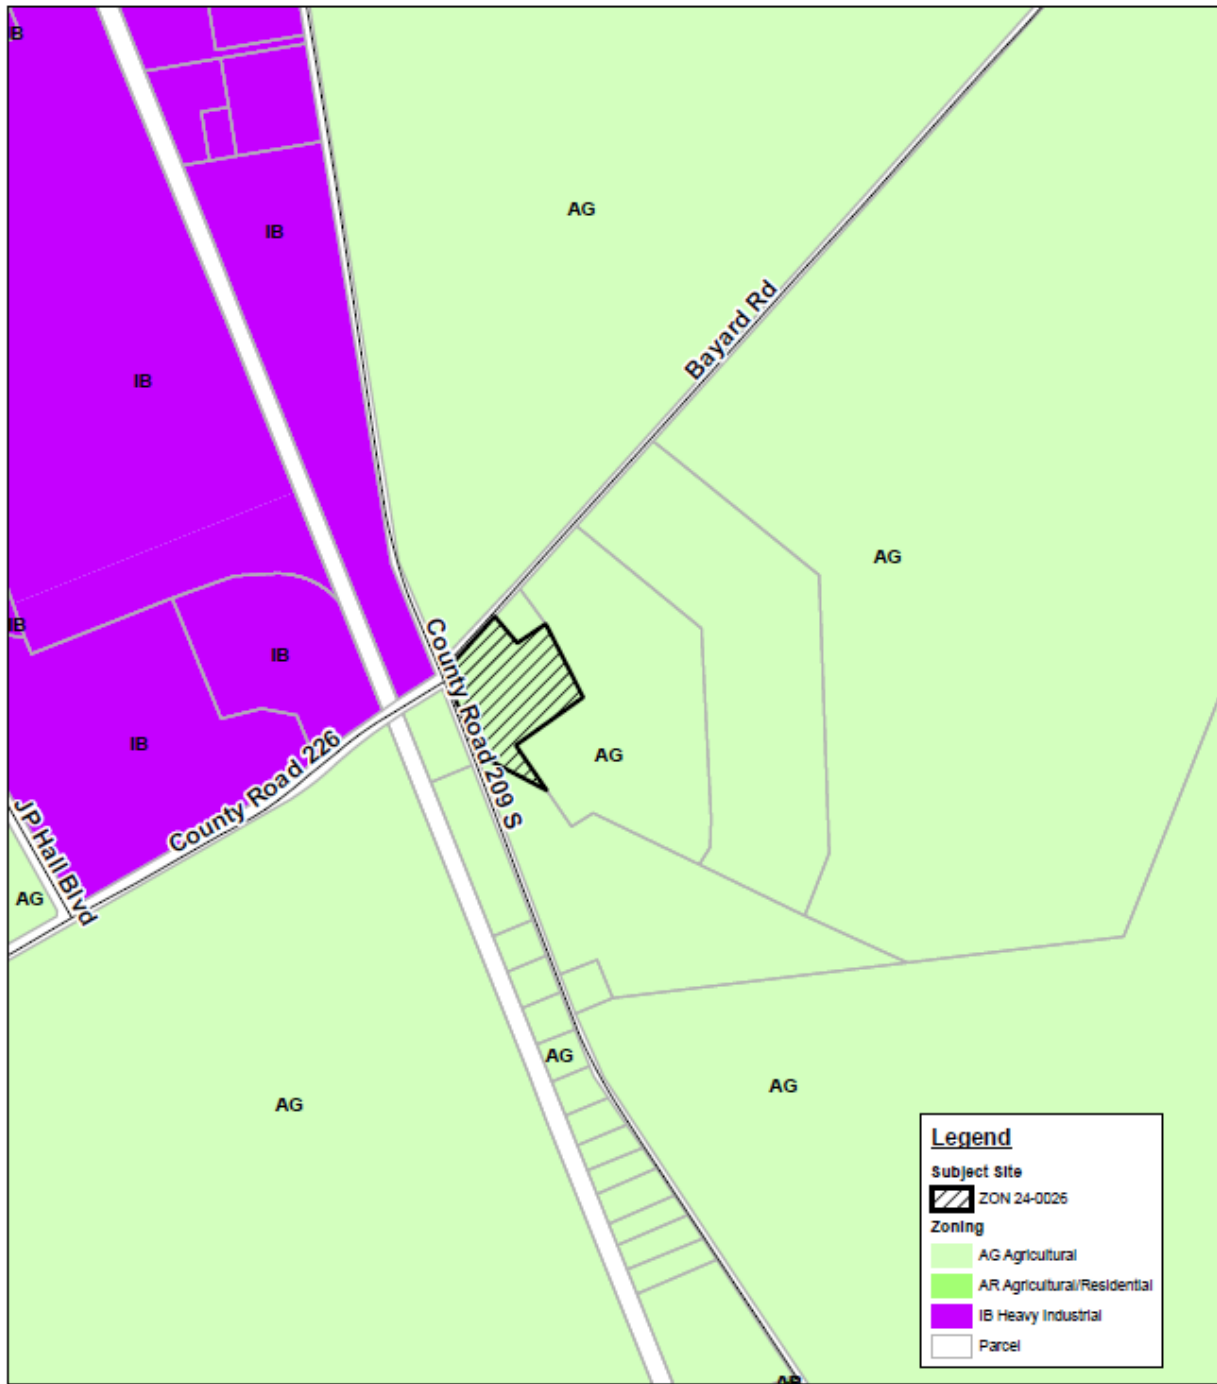 IB
AG
IB
Bayard Rd
IB
AG
IB
County Road 209 S
IB
IB
AG
County Road 226
JP Hall Blvd
AG
AG
AG
AG
Legend
Subject Site
ZON 24-0026
Zoning
AG Agricultural
AR Agricultural/Residential
IB Heavy Industrial
Parcel